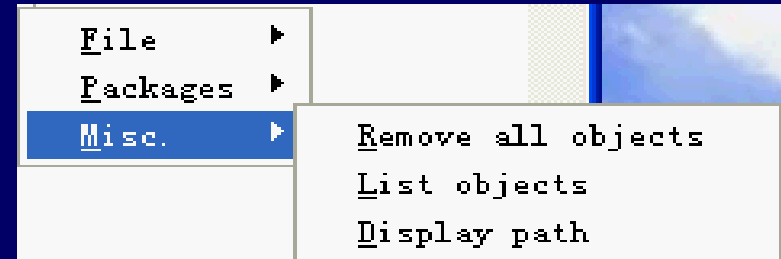 File
Packages
Misc.
Remove all objects
List objects
Display path